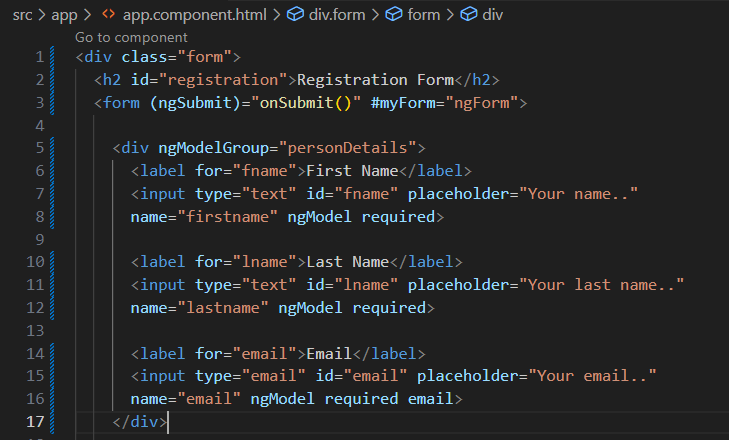 src > app > <> app.component.html > div.form > form > div
Go to component
1 <div class="form">
2 <h2 id="registration">Registration Form</h2>
3 <form (ngSubmit)="onSubmit()" #myForm="ngForm">
4
5 <div ngModelGroup="personDetails">
6 <label for="fname">First Name</label>
7 <input type="text" id="fname" placeholder="Your name.."
8 name="firstname" ngModel required>
9
10 <label for="lname">Last Name</label>
11 <input type="text" id="lname" placeholder="Your last name.."
12 name="lastname" ngModel required>
13
14 <label for="email">Email</label>
15 <input type="email" id="email" placeholder="Your email.."
16 name="email" ngModel required email>
17 </div>